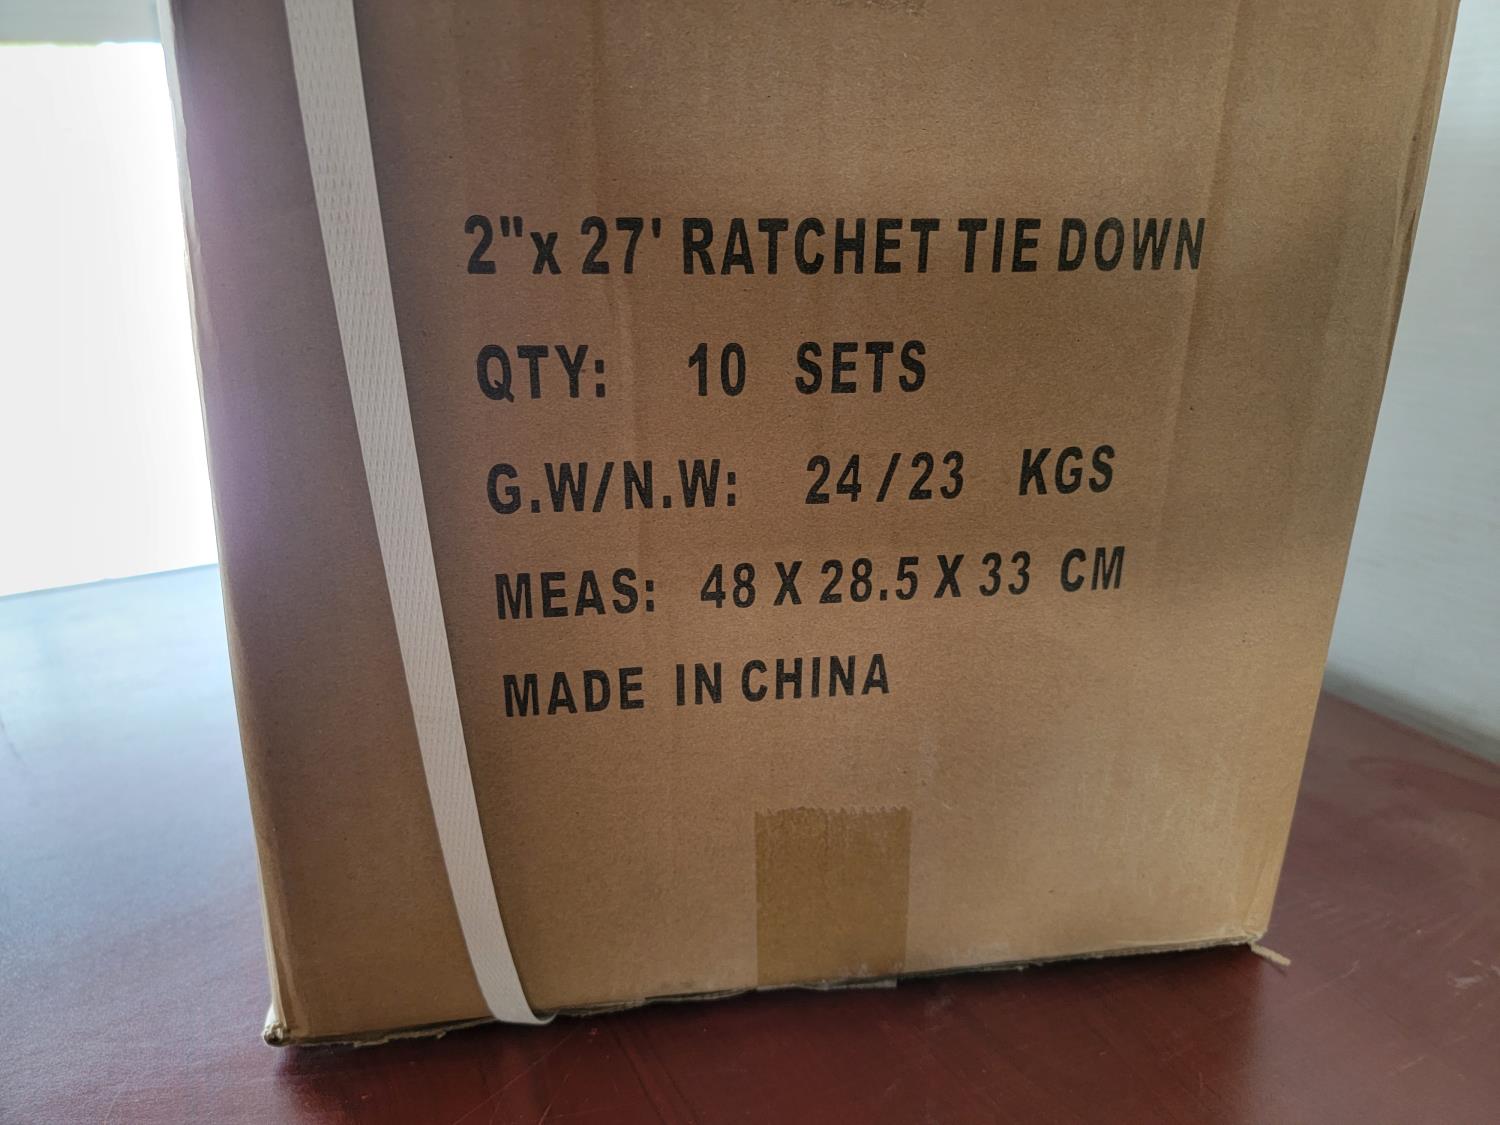 2"x 27' RATCHET TIE DOWN
QTY: 10 SETS
G.W/N.W: 24/23 KGS
MEAS: 48 X 28.5 X 33 CM
MADE IN CHINA